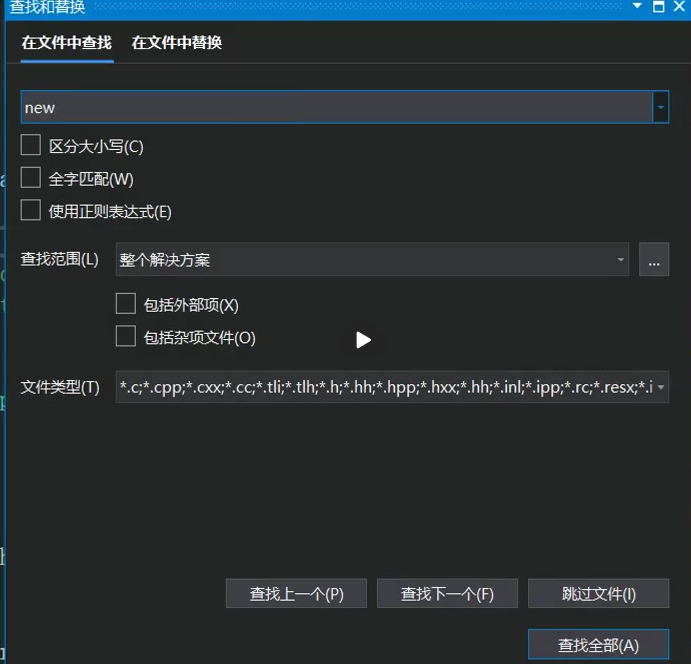 查找和替换
在文件中查找 在文件中替换
new
区分大小写(C)
全字匹配(W)
使用正则表达式(E)
查找范围(L) 整个解决方案 ...
包括外部项(X)
包括杂项文件(O)
文件类型(T) *.c;*.cpp;*.cxx;*.cc;*.tli;*.tlh;*.h;*.hh;*.hpp;*.hxx;*.hh;*.inl;*.ipp;*.rc;*.resx;*.i
查找上一个(P) 查找下一个(F) 跳过文件(I)
查找全部(A)